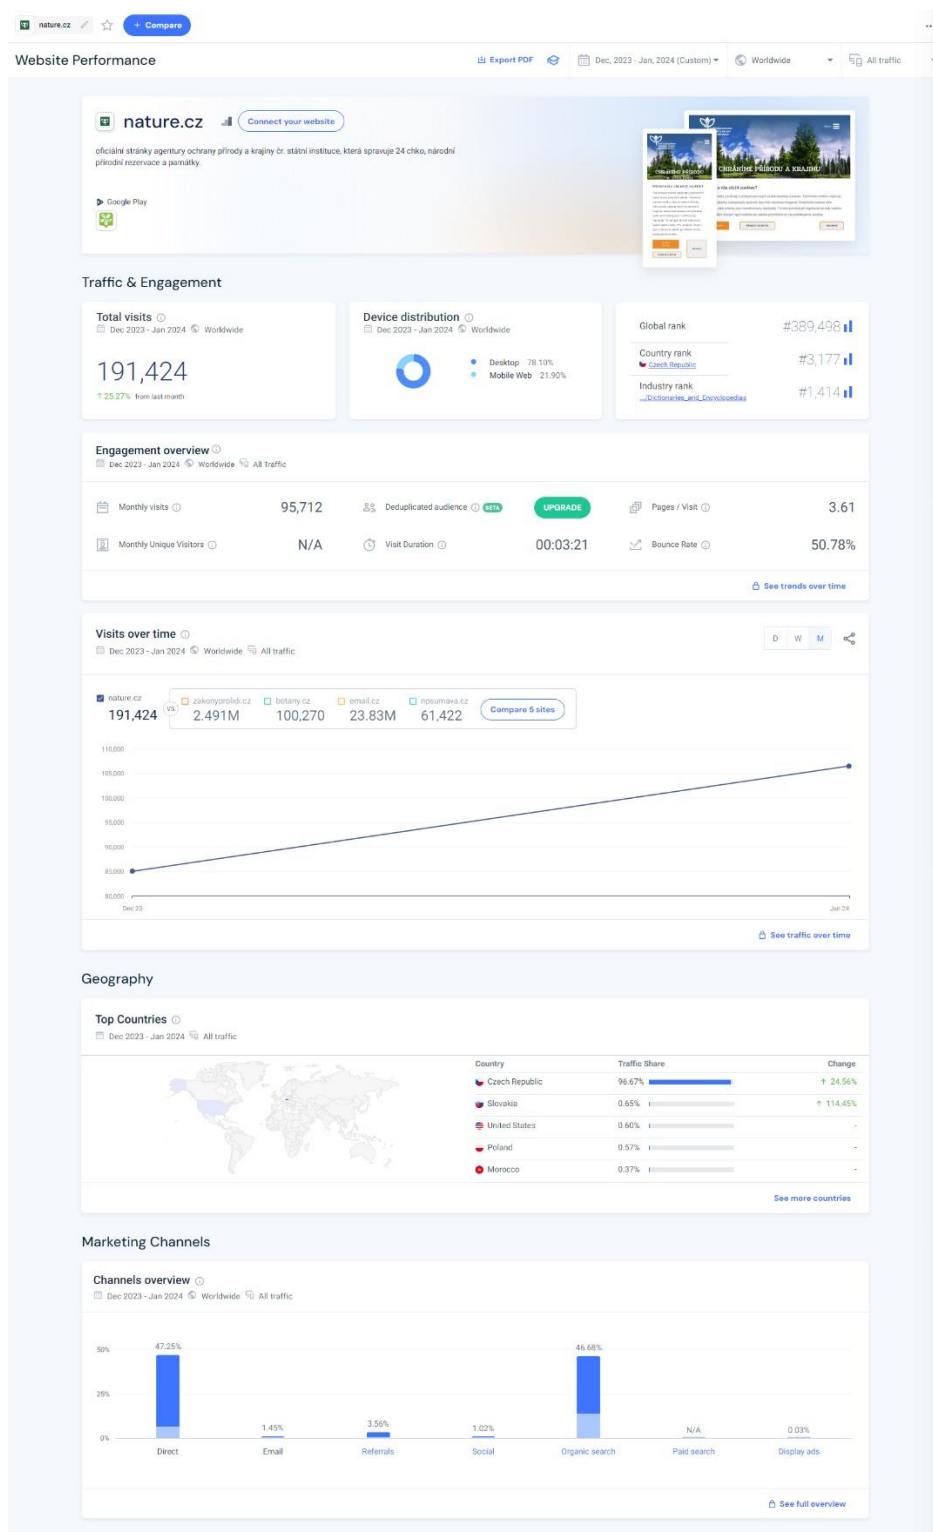 nature.cz
+ Compare
Website Performance
Export PDF
Dec, 2023 - Jan, 2024 (Custom)
Worldwide
All traffic
nature.cz
Connect your website
oficiální stránky agentury ochrany přírody a krajiny čr. státní instituce, která spravuje 24 chko, národní
přírodní rezervace a památky.
Google Play
CHRÁNÍME PŘÍRODU A KRAJINU
Traffic & Engagement
Total visits
Dec 2023 - Jan 2024 Worldwide
191,424
↑ 25.27% from last month
Device distribution
Dec 2023 - Jan 2024 Worldwide
Desktop 78.10%
Mobile Web 21.90%
Global rank #389,498
Country rank #3,177
Czech Republic
Industry rank #1,414
.../Dictionaries_and_Encyclopedias
Engagement overview
Dec 2023 - Jan 2024 Worldwide All Traffic
Monthly visits 95,712
Deduplicated audience BETA UPGRADE
Pages / Visit 3.61
Monthly Unique Visitors N/A
Visit Duration 00:03:21
Bounce Rate 50.78%
See trends over time
Visits over time
Dec 2023 - Jan 2024 Worldwide All traffic
D W M
nature.cz
191,424
VS.
zakonyprolidi.cz
2.491M
botany.cz
100,270
email.cz
23.83M
npsumava.cz
61,422
Compare 5 sites
110,000
105,000
100,000
95,000
90,000
85,000
80,000
Dec 23 Jan 24
See traffic over time
Geography
Top Countries
Dec 2023 - Jan 2024 All traffic
Country Traffic Share Change
Czech Republic 96.67% ↑ 24.56%
Slovakia 0.65% ↑ 114.45%
United States 0.60% -
Poland 0.57% -
Morocco 0.37% -
See more countries
Marketing Channels
Channels overview
Dec 2023 - Jan 2024 Worldwide All traffic
50%
25%
0%
47.25%
1.45%
3.56%
1.02%
46.68%
N/A
0.03%
Direct Email Referrals Social Organic search Paid search Display ads
See full overview